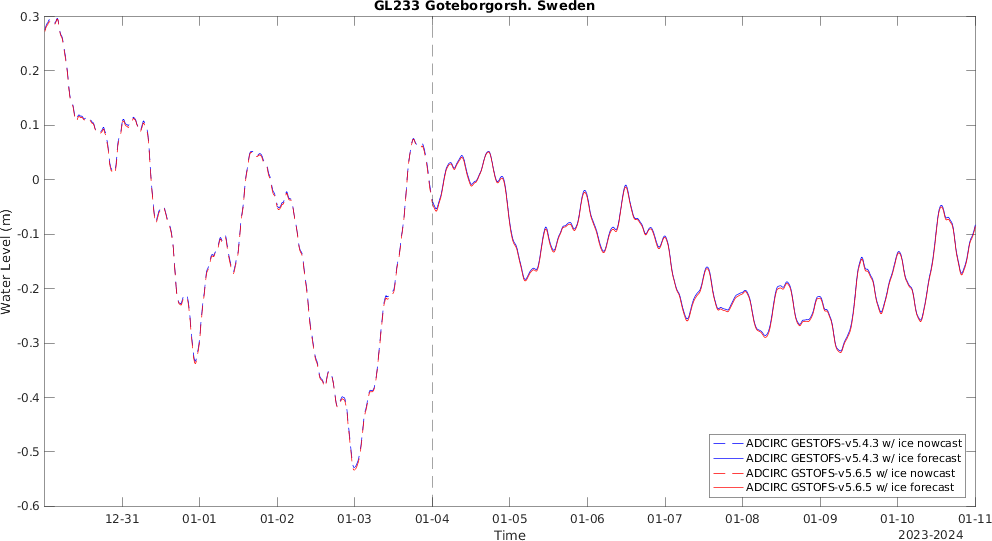 GL233 Goteborgorsh. Sweden
0.3
0.2
0.1
0
-0.1
-0.2
-0.3
-0.4
-0.5
-0.6
Water Level (m)
ADCIRC GESTOFS-v5.4.3 w/ ice nowcast
ADCIRC GESTOFS-v5.4.3 w/ ice forecast
ADCIRC GSTOFS-v5.6.5 w/ ice nowcast
ADCIRC GSTOFS-v5.6.5 w/ ice forecast
12-31 01-01 01-02 01-03 01-04 01-05 01-06 01-07 01-08 01-09 01-10 01-11
Time
2023-2024